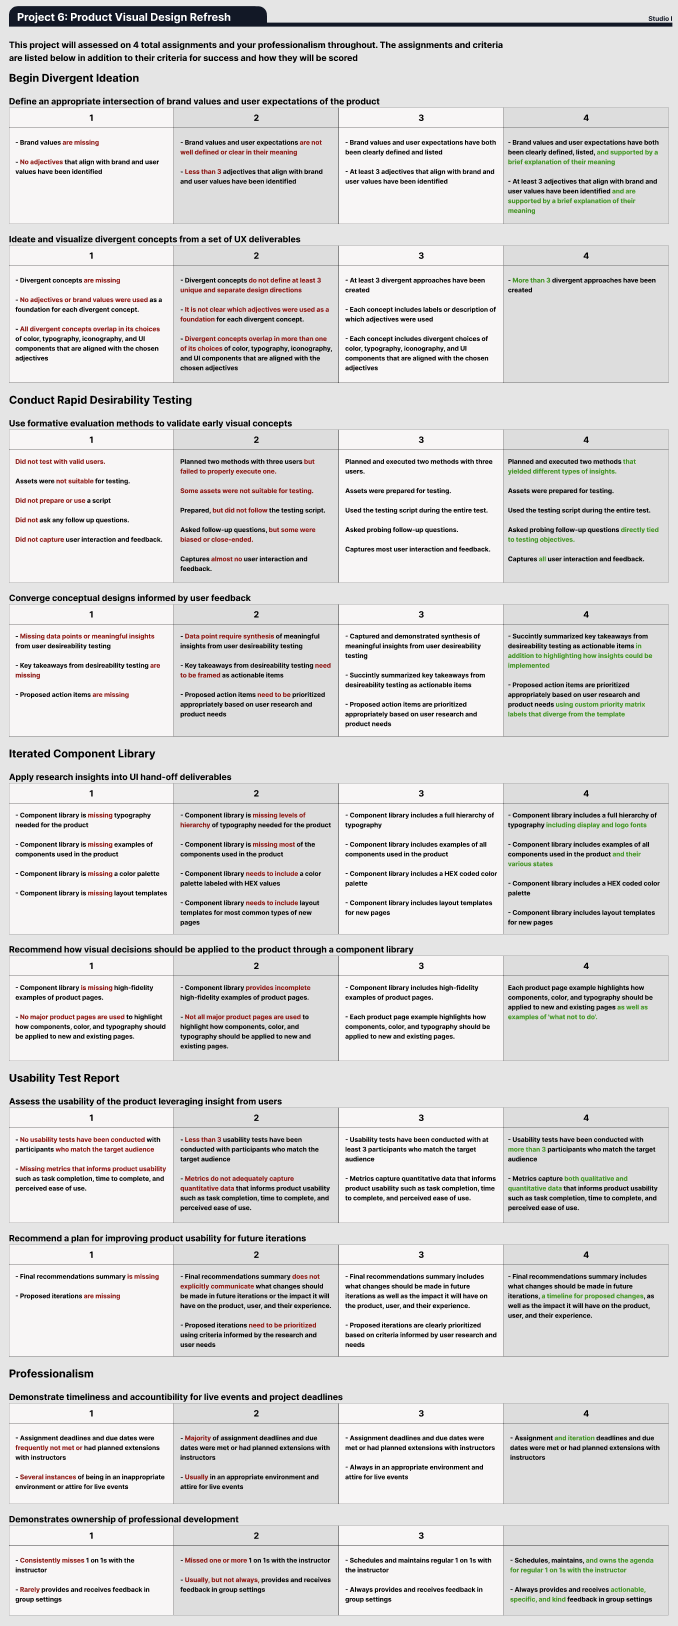 Project 6: Product Visual Design Refresh
Studio I
This project will assessed on 4 total assignments and your professionalism throughout. The assignments and criteria
are listed below in addition to their criteria for success and how they will be scored
Begin Divergent Ideation
Define an appropriate intersection of brand values and user expectations of the product
1
2
3
4
- Brand values are missing
- No adjectives that align with brand and user
values have been identified
- Brand values and user expectations are not
well defined or clear in their meaning
- Less than 3 adjectives that align with brand
and user values have been identified
- Brand values and user expectations have both
been clearly defined and listed
- At least 3 adjectives that align with brand and
user values have been identified
- Brand values and user expectations have both
been clearly defined, listed, and supported by a
brief explanation of their meaning
- At least 3 adjectives that align with brand and
user values have been identified and are
supported by a brief explanation of their
meaning
Ideate and visualize divergent concepts from a set of UX deliverables
1
2
3
4
- Divergent concepts are missing
- No adjectives or brand values were used as a
foundation for each divergent concept.
- All divergent concepts overlap in its choices
of color, typography, iconography, and UI
components that are aligned with the chosen
adjectives
- Divergent concepts do not define at least 3
unique and separate design directions
- It is not clear which adjectives were used as a
foundation for each divergent concept.
- Divergent concepts overlap in more than one
of its choices of color, typography, iconography,
and UI components that are aligned with the
chosen adjectives
- At least 3 divergent approaches have been
created
- Each concept includes labels or description of
which adjectives were used
- Each concept includes divergent choices of
color, typography, iconography, and UI
components that are aligned with the chosen
adjectives
- More than 3 divergent approaches have been
created
Conduct Rapid Desirability Testing
Use formative evaluation methods to validate early visual concepts
1
2
3
4
Did not test with valid users.
Assets were not suitable for testing.
Did not prepare or use a script
Did not ask any follow up questions.
Did not capture user interaction and feedback.
Planned two methods with three users but
failed to properly execute one.
Some assets were not suitable for testing.
Prepared, but did not follow the testing script.
Asked follow-up questions, but some were
biased or close-ended.
Captures almost no user interaction and
feedback.
Planned and executed two methods with three
users.
Assets were prepared for testing.
Used the testing script during the entire test.
Asked probing follow-up questions.
Captures most user interaction and feedback.
Planned and executed two methods that
yielded different types of insights.
Assets were prepared for testing.
Used the testing script during the entire test.
Asked probing follow-up questions directly tied
to testing objectives.
Captures all user interaction and feedback.
Converge conceptual designs informed by user feedback
1
2
3
4
- Missing data points or meaningful insights
from user desireability testing
- Key takeaways from desireability testing are
missing
- Proposed action items are missing
- Data point require synthesis of meaningful
insights from user desireability testing
- Key takeaways from desireability testing need
to be framed as actionable items
- Proposed action items need to be prioritized
appropriately based on user research and
product needs
- Captured and demonstrated synthesis of
meaningful insights from user desireability
testing
- Succintly summarized key takeaways from
desireability testing as actionable items
- Proposed action items are prioritized
appropriately based on user research and
product needs
- Succintly summarized key takeaways from
desireability testing as actionable items in
addition to highlighting how insights could be
implemented
- Proposed action items are prioritized
appropriately based on user research and
product needs using custom priority matrix
labels that diverge from the template
Iterated Component Library
Apply research insights into UI hand-off deliverables
1
2
3
4
- Component library is missing typography
needed for the product
- Component library is missing examples of
components used in the product
- Component library is missing a color palette
- Component library is missing layout templates
- Component library is missing levels of
hierarchy of typography needed for the product
- Component library is missing most of the
components used in the product
- Component library needs to include a color
palette labeled with HEX values
- Component library needs to include layout
templates for most common types of new
pages
- Component library includes a full hierarchy of
typography
- Component library includes examples of all
components used in the product
- Component library includes a HEX coded color
palette
- Component library includes layout templates
for new pages
- Component library includes a full hierarchy of
typography including display and logo fonts
- Component library includes examples of all
components used in the product and their
various states
- Component library includes a HEX coded color
palette
- Component library includes layout templates
for new pages
Recommend how visual decisions should be applied to the product through a component library
1
2
3
4
- Component library is missing high-fidelity
examples of product pages.
- No major product pages are used to highlight
how components, color, and typography should
be applied to new and existing pages.
- Component library provides incomplete
high-fidelity examples of product pages.
- Not all major product pages are used to
highlight how components, color, and
typography should be applied to new and
existing pages.
- Component library includes high-fidelity
examples of product pages.
- Each product page example highlights how
components, color, and typography should be
applied to new and existing pages.
Each product page example highlights how
components, color, and typography should be
applied to new and existing pages as well as
examples of 'what not to do'.
Usability Test Report
Assess the usability of the product leveraging insight from users
1
2
3
4
- No usability tests have been conducted with
participants who match the target audience
- Missing metrics that informs product usability
such as task completion, time to complete, and
perceived ease of use.
- Less than 3 usability tests have been
conducted with participants who match the
target audience
- Metrics do not adequately capture
quantitative data that informs product usability
such as task completion, time to complete, and
perceived ease of use.
- Usability tests have been conducted with at
least 3 participants who match the target
audience
- Metrics capture quantitative data that informs
product usability such as task completion, time
to complete, and perceived ease of use.
- Usability tests have been conducted with
more than 3 participants who match the target
audience
- Metrics capture both qualitative and
quantitative data that informs product usability
such as task completion, time to complete, and
perceived ease of use.
Recommend a plan for improving product usability for future iterations
1
2
3
4
- Final recommendations summary is missing
- Proposed iterations are missing
- Final recommendations summary does not
explicitly communicate what changes should
be made in future iterations or the impact it will
have on the product, user, and their experience.
- Proposed iterations need to be prioritized
using criteria informed by the research and
user needs
- Final recommendations summary includes
what changes should be made in future
iterations as well as the impact it will have on
the product, user, and their experience.
- Proposed iterations are clearly prioritized
based on criteria informed by user research and
needs
- Final recommendations summary includes
what changes should be made in future
iterations, a timeline for proposed changes, as
well as the impact it will have on the product,
user, and their experience.
Professionalism
Demonstrate timeliness and accountibility for live events and project deadlines
1
2
3
4
- Assignment deadlines and due dates were
frequently not met or had planned extensions
with instructors
- Several instances of being in an inappropriate
environment or attire for live events
- Majority of assignment deadlines and due
dates were met or had planned extensions with
instructors
- Usually in an appropriate environment and
attire for live events
- Assignment deadlines and due dates were
met or had planned extensions with instructors
- Always in an appropriate environment and
attire for live events
- Assignment and iteration deadlines and due
dates were met or had planned extensions with
instructors
Demonstrates ownership of professional development
1
2
3
4
- Consistently misses 1 on 1s with the
instructor
- Rarely provides and receives feedback in
group settings
- Missed one or more 1 on 1s with the instructor
- Usually, but not always, provides and receives
feedback in group settings
- Schedules and maintains regular 1 on 1s with
the instructor
- Always provides and receives feedback in
group settings
- Schedules, maintains, and owns the agenda
for regular 1 on 1s with the instructor
- Always provides and receives actionable,
specific, and kind feedback in group settings